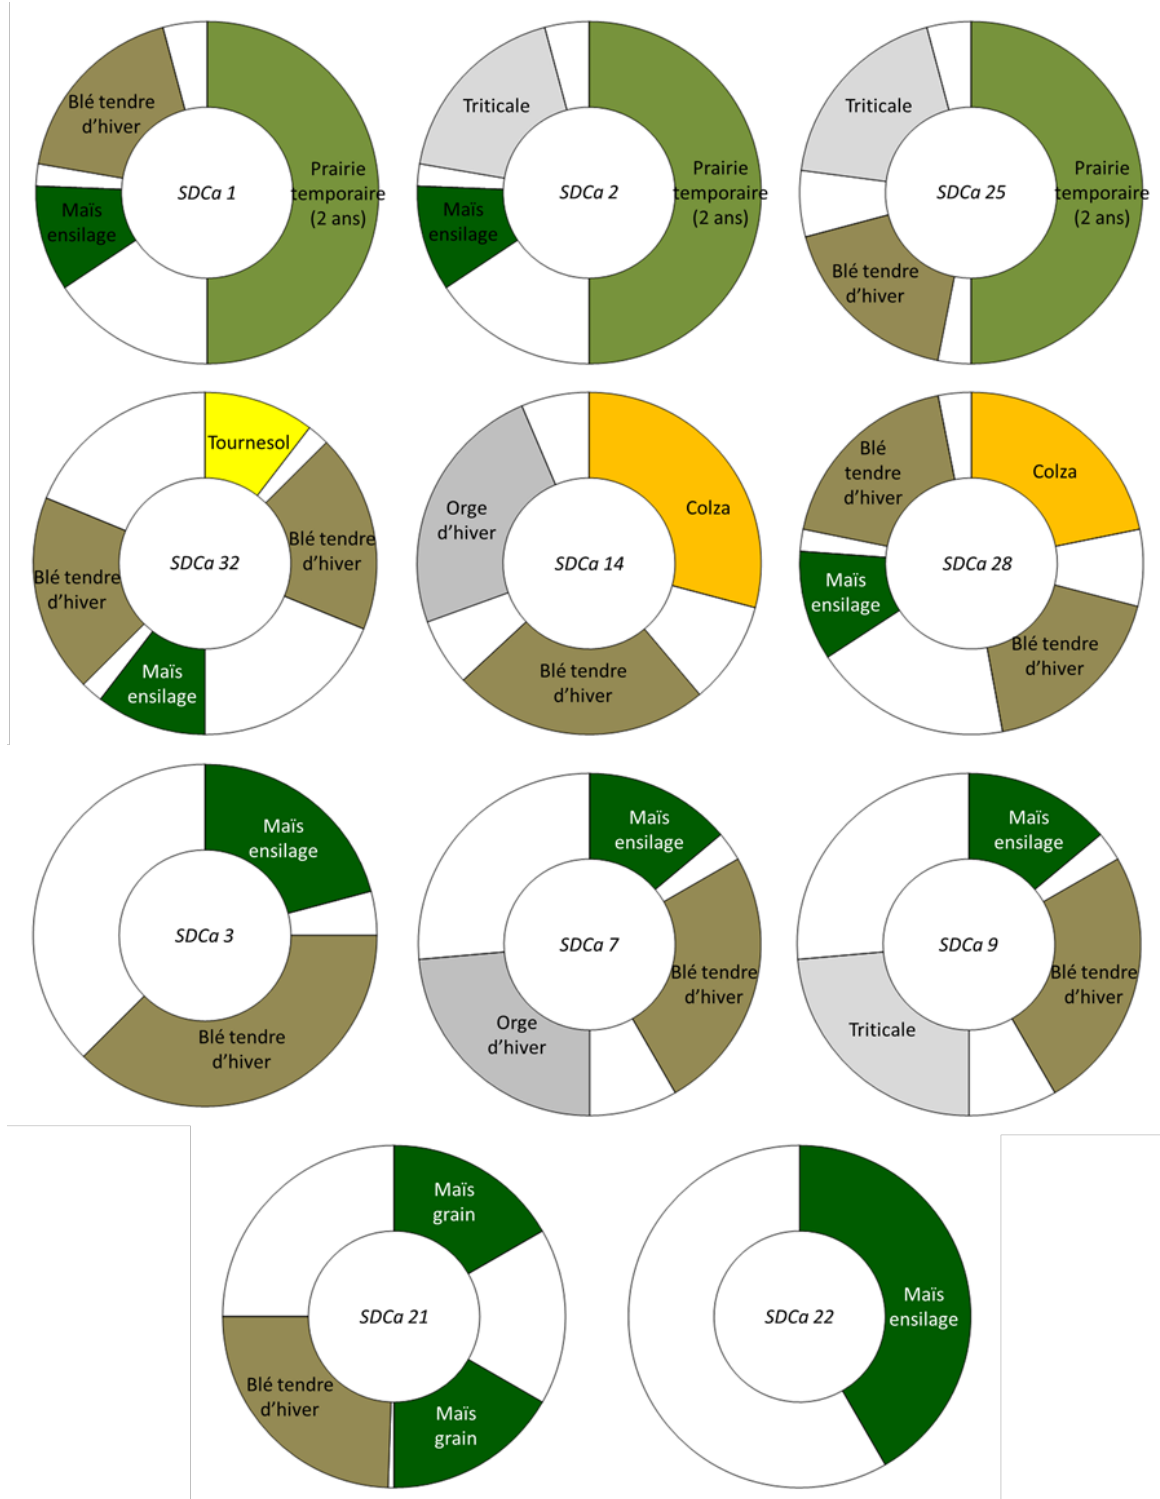 Blé tendre
d'hiver
SDCa 1
Prairie
temporaire
(2 ans)
Maïs
ensilage
Triticale
SDCa 2
Prairie
temporaire
(2 ans)
Maïs
ensilage
Triticale
SDCa 25
Prairie
temporaire
(2 ans)
Blé tendre
d'hiver
Tournesol
Blé tendre
d'hiver
SDCa 32
Blé tendre
d'hiver
Maïs
ensilage
Orge
d'hiver
Colza
SDCa 14
Blé tendre
d'hiver
Blé
tendre
d'hiver
Colza
SDCa 28
Maïs
ensilage
Blé tendre
d'hiver
Maïs
ensilage
SDCa 3
Blé tendre
d'hiver
Maïs
ensilage
SDCa 7
Blé tendre
d'hiver
Orge
d'hiver
Maïs
ensilage
SDCa 9
Blé tendre
d'hiver
Triticale
Maïs
grain
SDCa 21
Blé tendre
d'hiver
Maïs
grain
SDCa 22
Maïs
ensilage